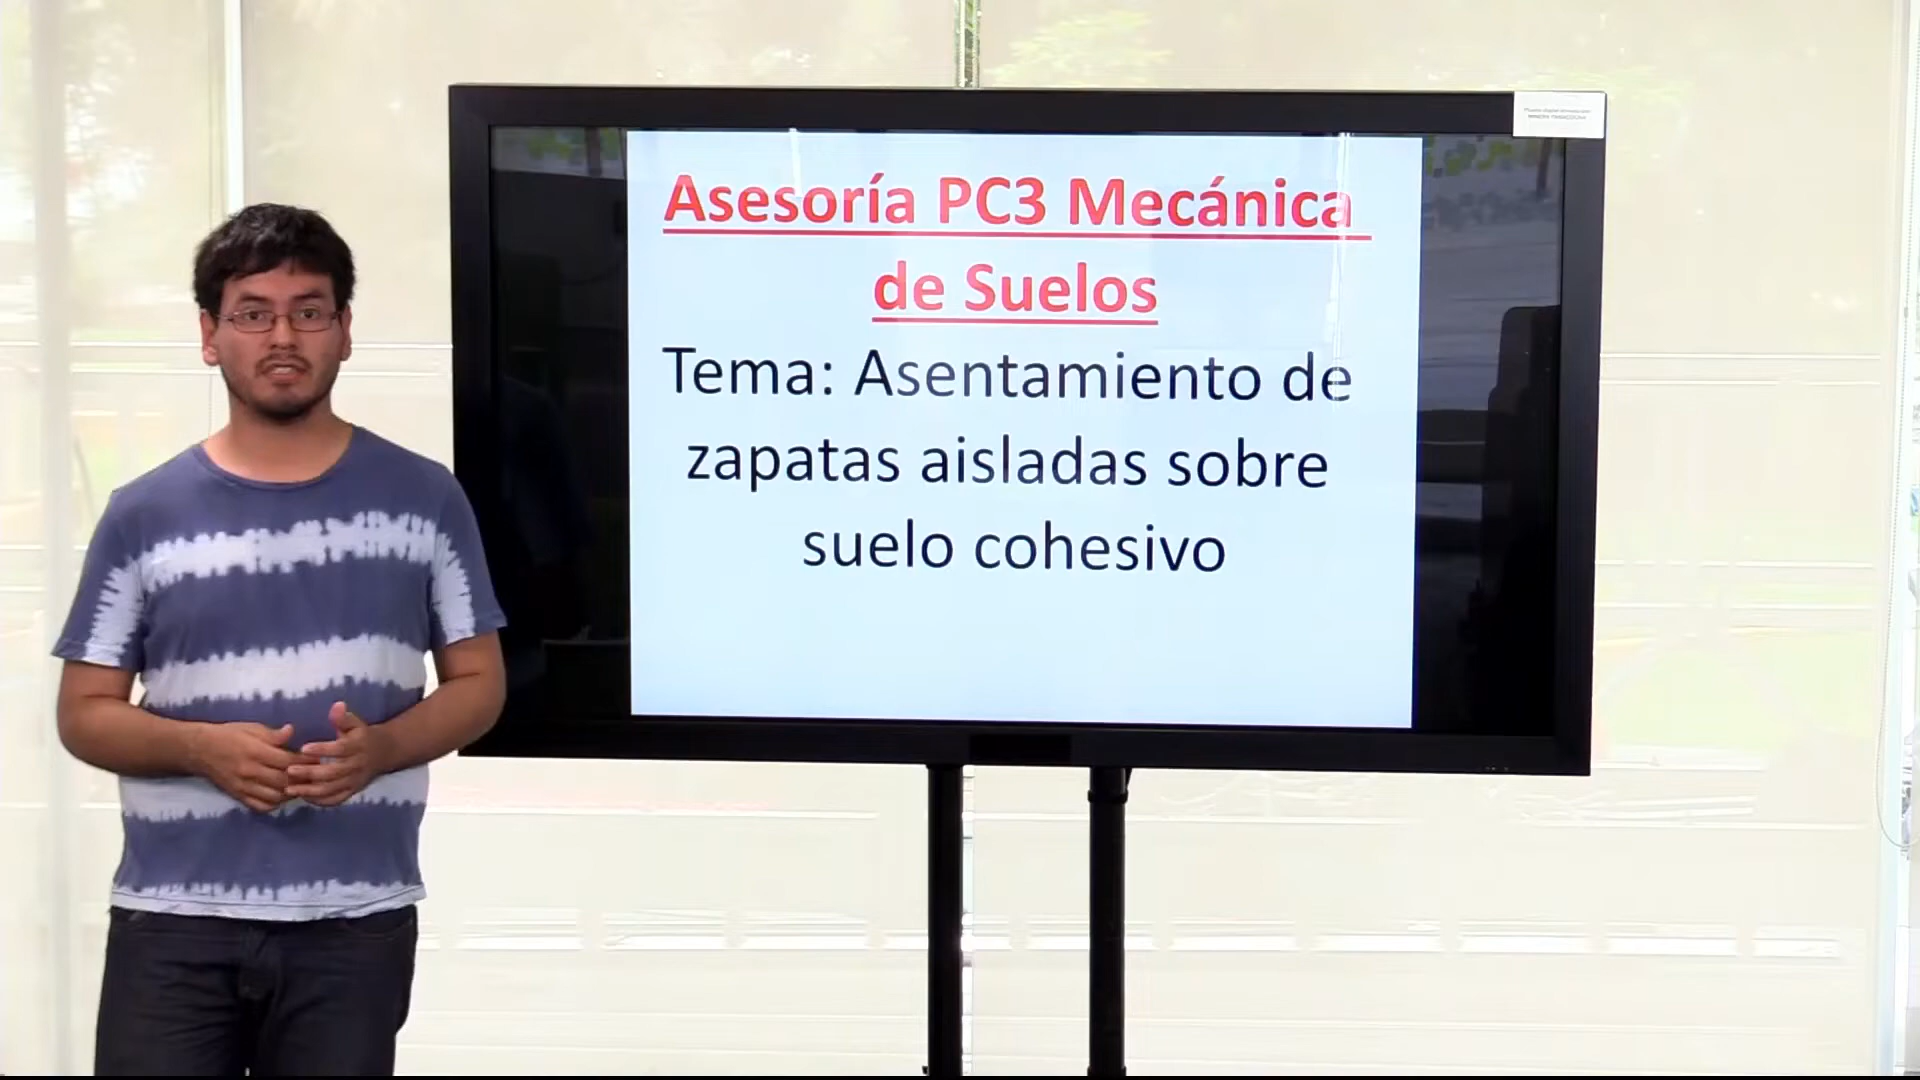 Asesoría PC3 Mecánica
de Suelos
Tema: Asentamiento de
zapatas aisladas sobre
suelo cohesivo